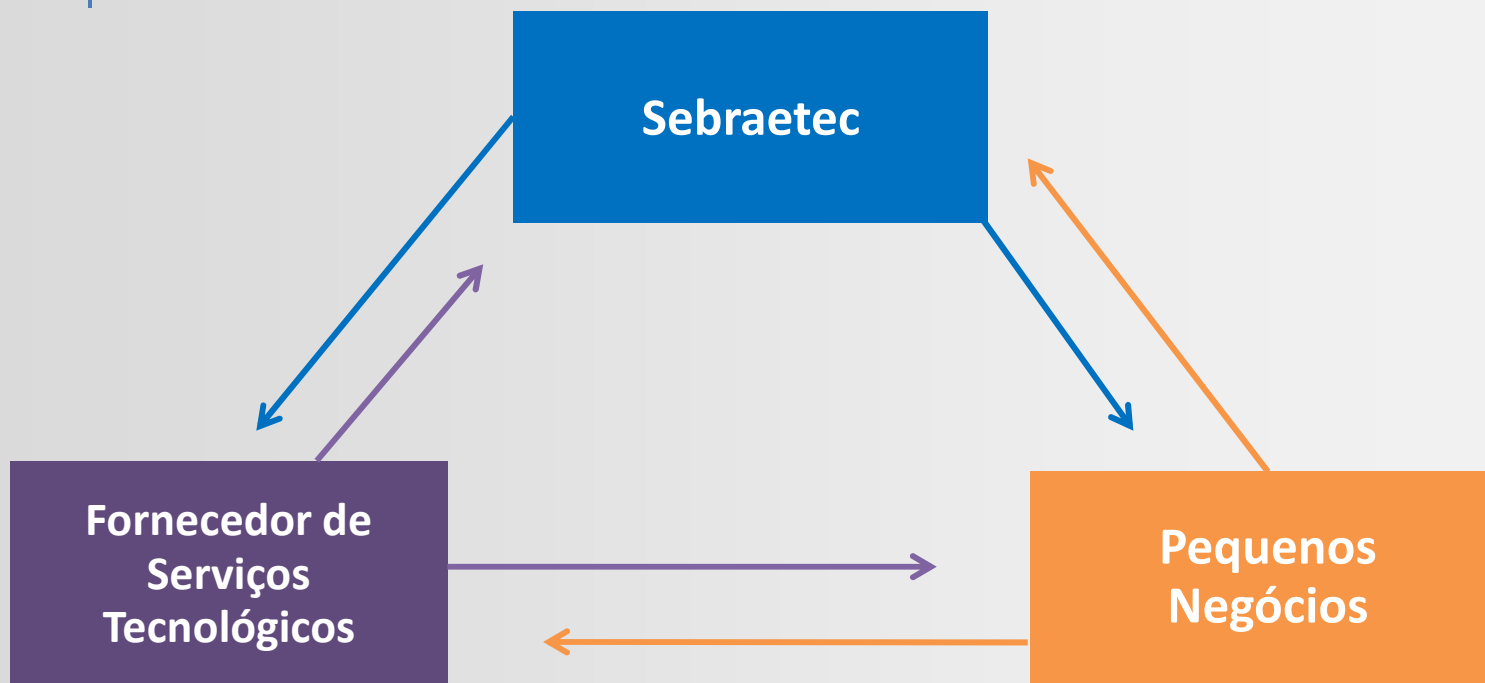 Sebraetec
Fornecedor de
Serviços
Tecnológicos
Pequenos
Negócios